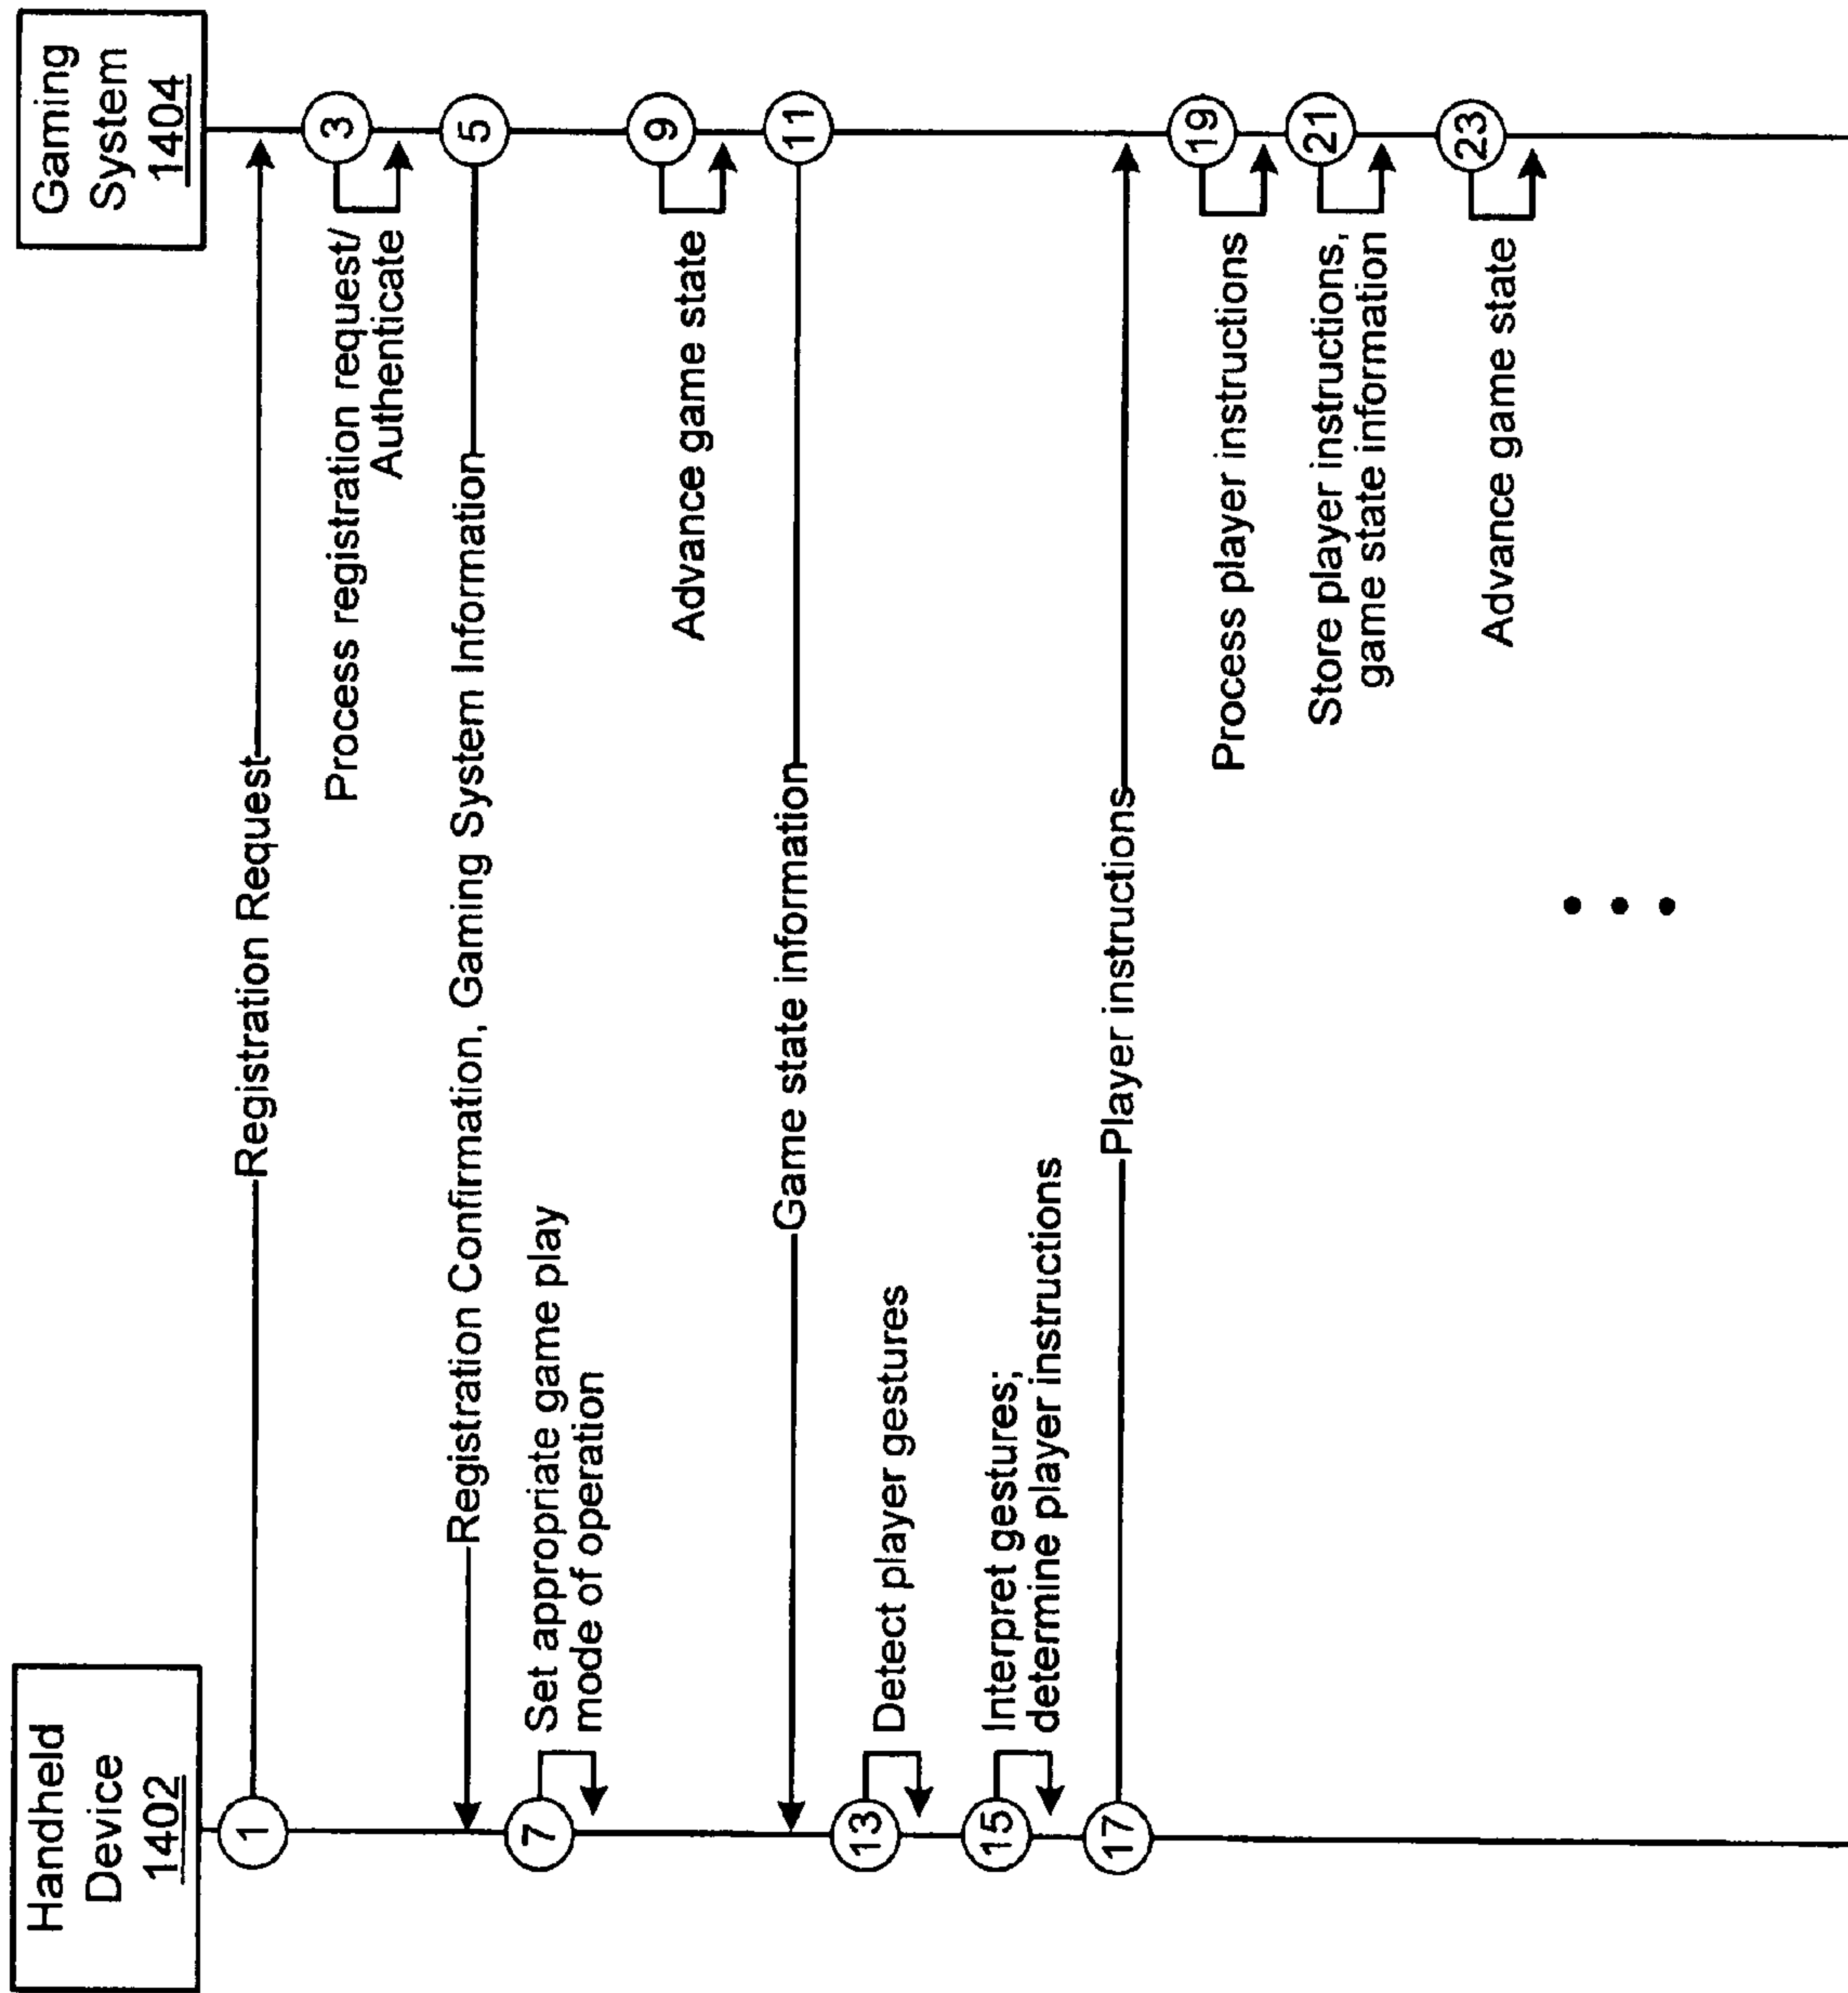 Handheld
Device
1402
Gaming
System
1404
1
Registration Request
3
Process registration request/
Authenticate
5
Registration Confirmation, Gaming System Information
7
Set appropriate game play
mode of operation
9
Advance game state
11
Game state information
13
Detect player gestures
15
Interpret gestures;
determine player instructions
17
Player instructions
19
Process player instructions
21
Store player instructions,
game state information
23
Advance game state